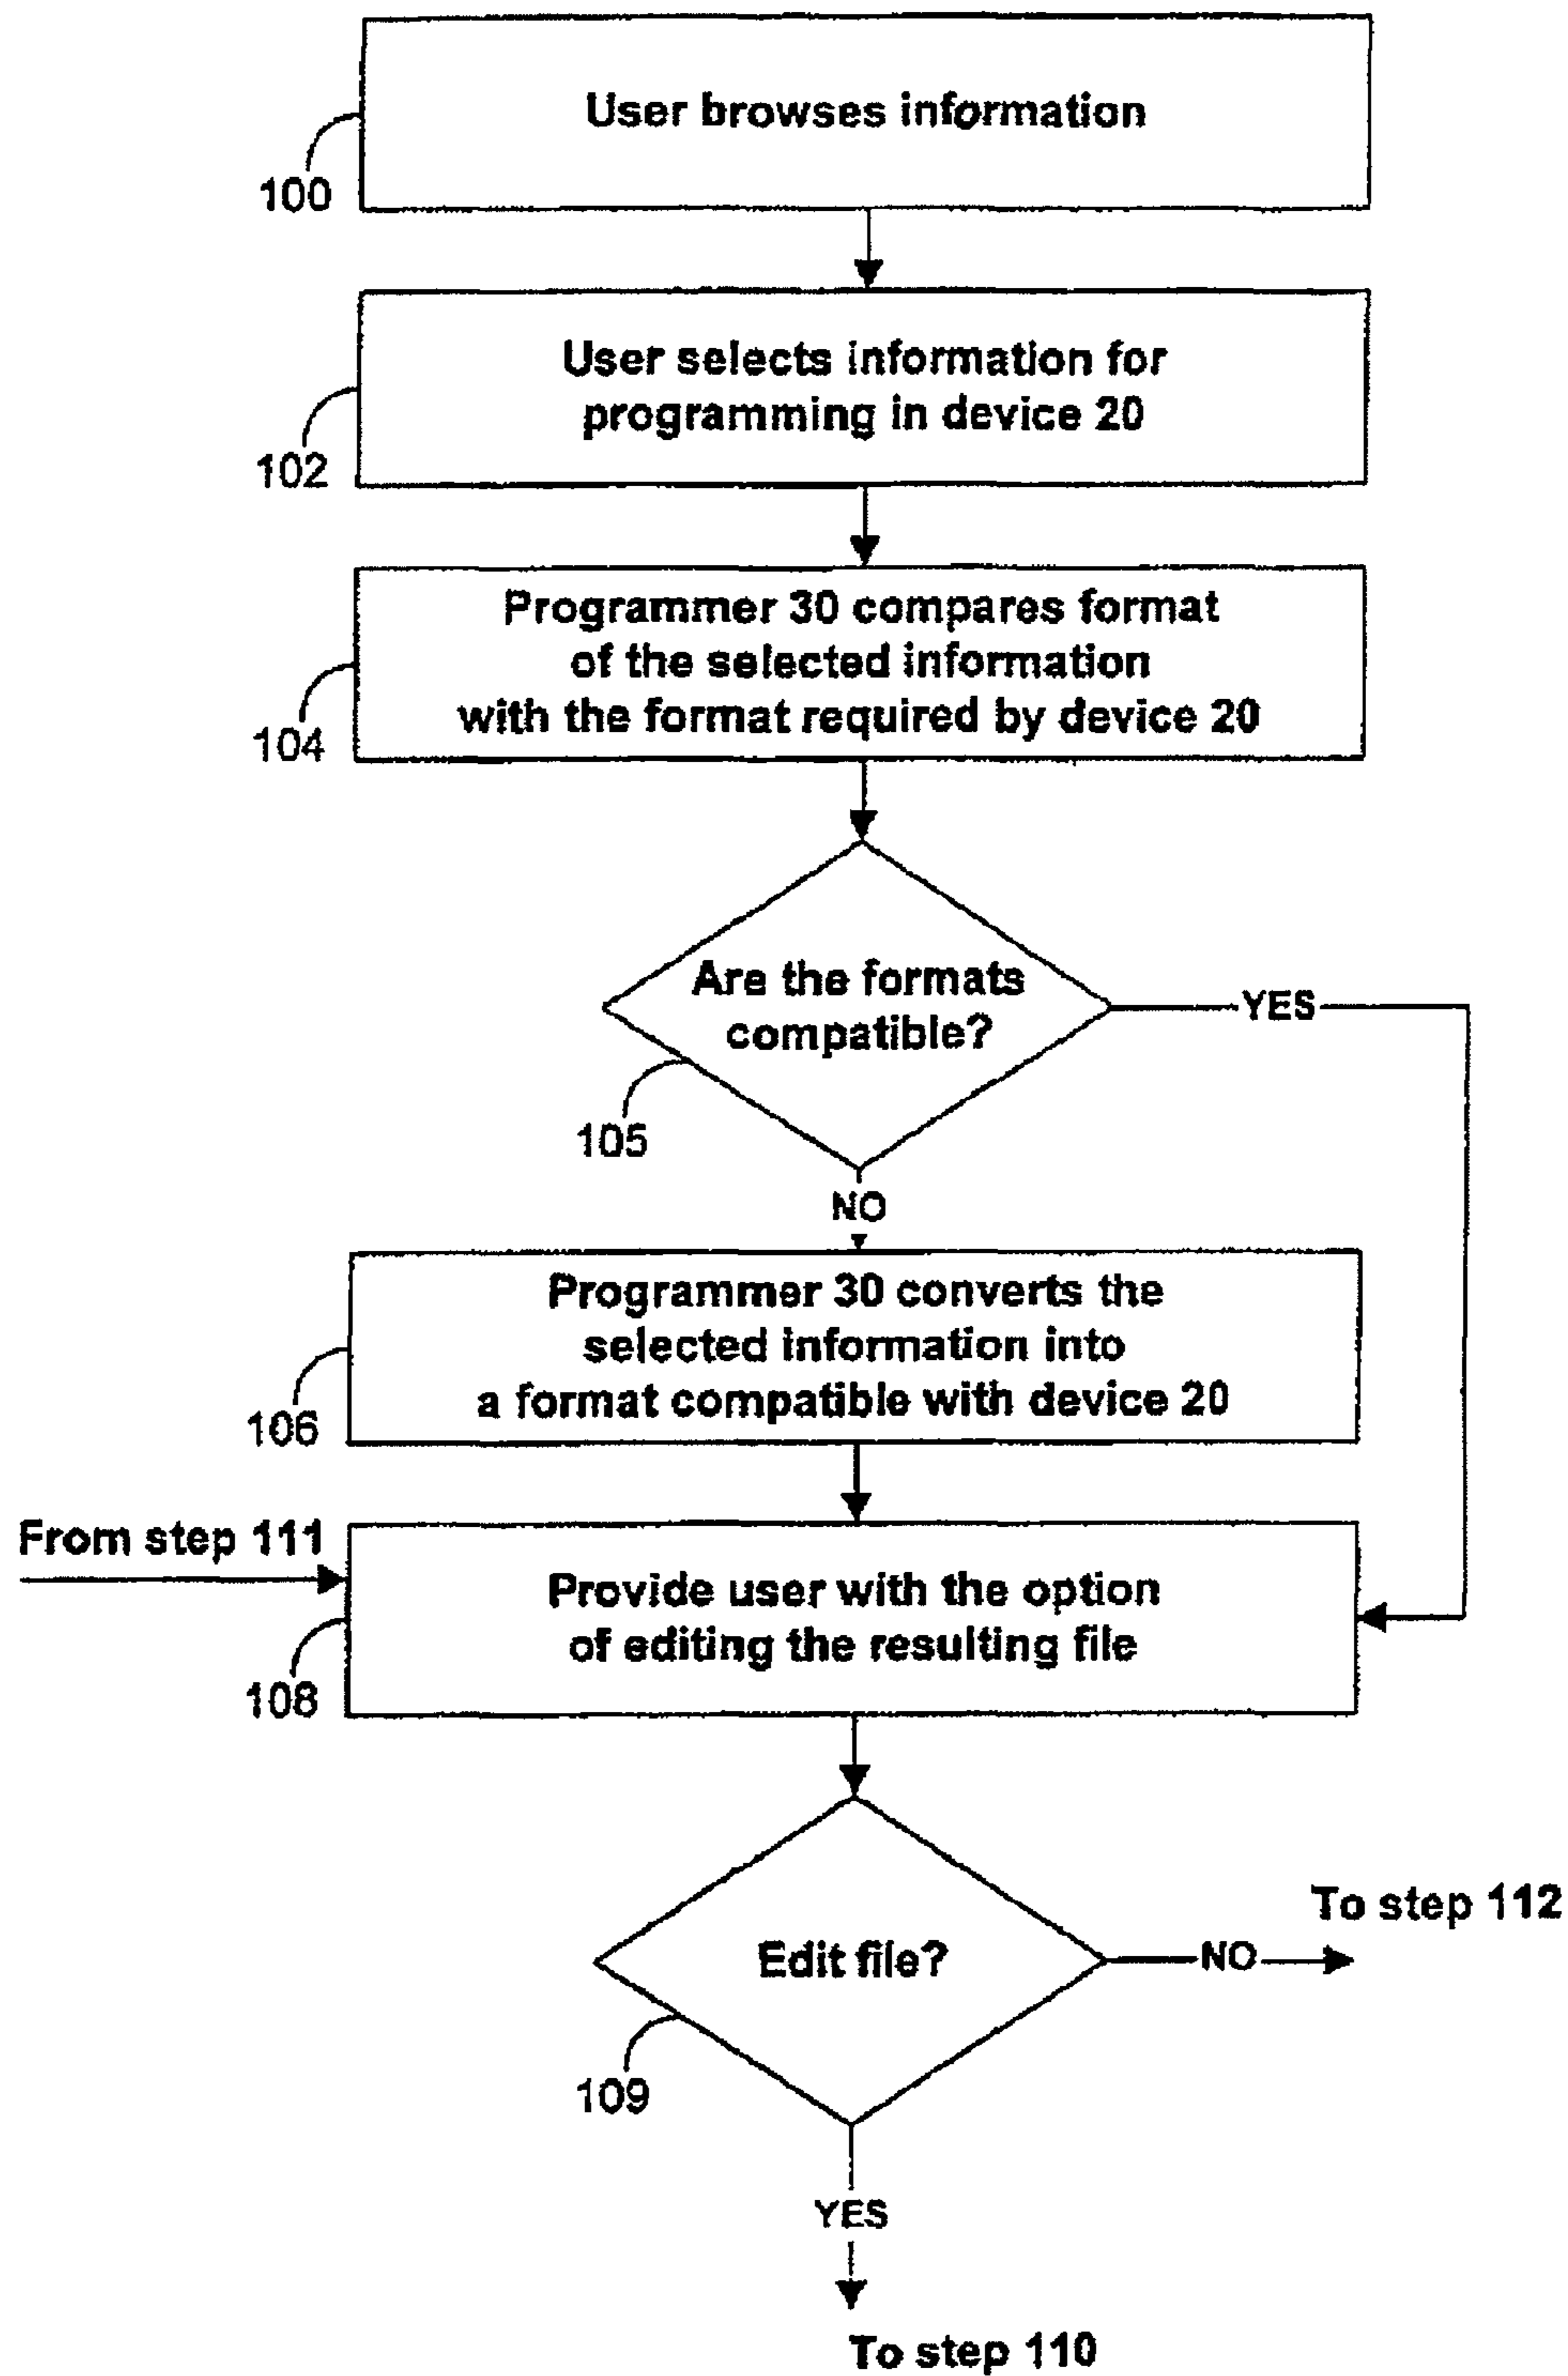 User browses information
100
User selects information for
programming in device 20
102
Programmer 30 compares format
of the selected information
with the format required by device 20
104
Are the formats
compatible?
YES
105
NO
Programmer 30 converts the
selected information into
a format compatible with device 20
106
From step 111
Provide user with the option
of editing the resulting file
108
To step 112
Edit file?
NO
109
YES
To step 110